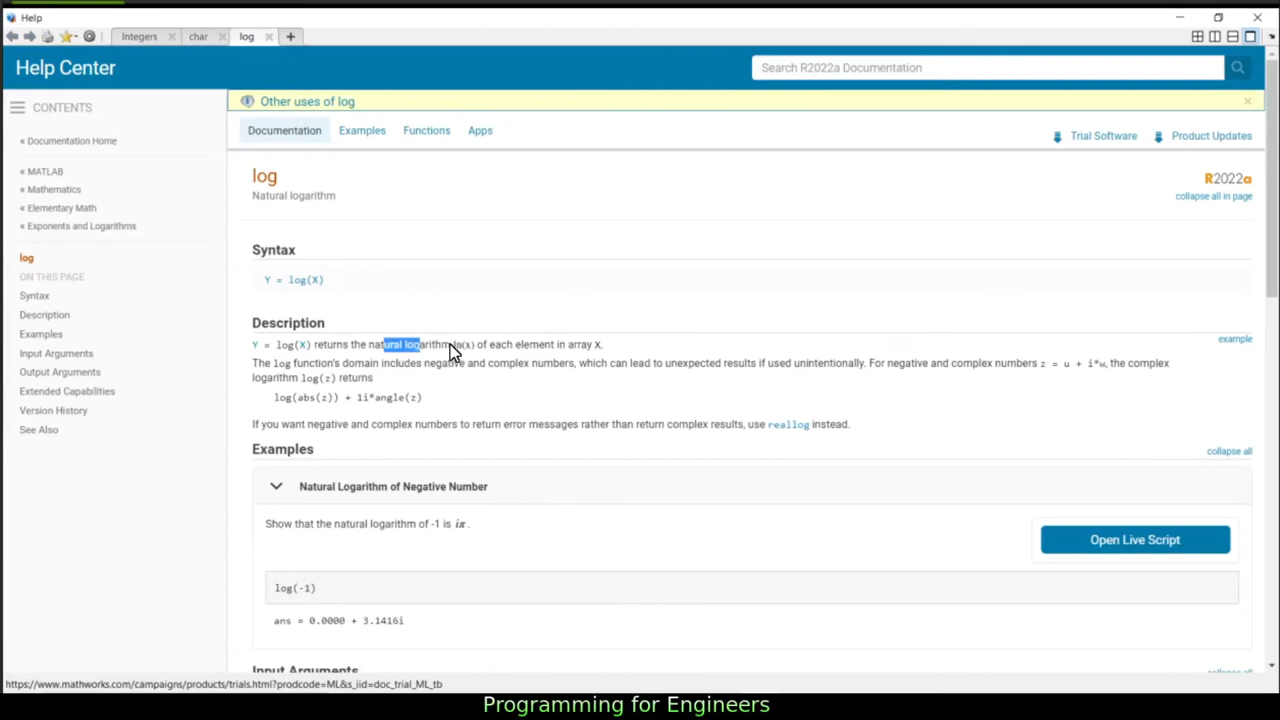 Help
Integers
char
log
Help Center
Search R2022a Documentation
CONTENTS
« Documentation Home
« MATLAB
« Mathematics
« Elementary Math
« Exponents and Logarithms
log
ON THIS PAGE
Syntax
Description
Examples
Input Arguments
Output Arguments
Extended Capabilities
Version History
See Also
Other uses of log
Documentation
Examples
Functions
Apps
Trial Software
Product Updates
log
R2022a
Natural logarithm
collapse all in page
Syntax
Y = log(X)
Description
Y = log(X) returns the natural logarithm ln(x) of each element in array X.
example
The log function's domain includes negative and complex numbers, which can lead to unexpected results if used unintentionally. For negative and complex numbers z = u + i*w, the complex
logarithm log(z) returns
log(abs(z)) + 1i*angle(z)
If you want negative and complex numbers to return error messages rather than return complex results, use reallog instead.
Examples
collapse all
Natural Logarithm of Negative Number
Show that the natural logarithm of -1 is iπ.
Open Live Script
log(-1)
ans = 0.0000 + 3.1416i
Input Arguments
collapse all
https://www.mathworks.com/campaigns/products/trials.html?prodcode=ML&s_iid=doc_trial_ML_tb
Programming for Engineers